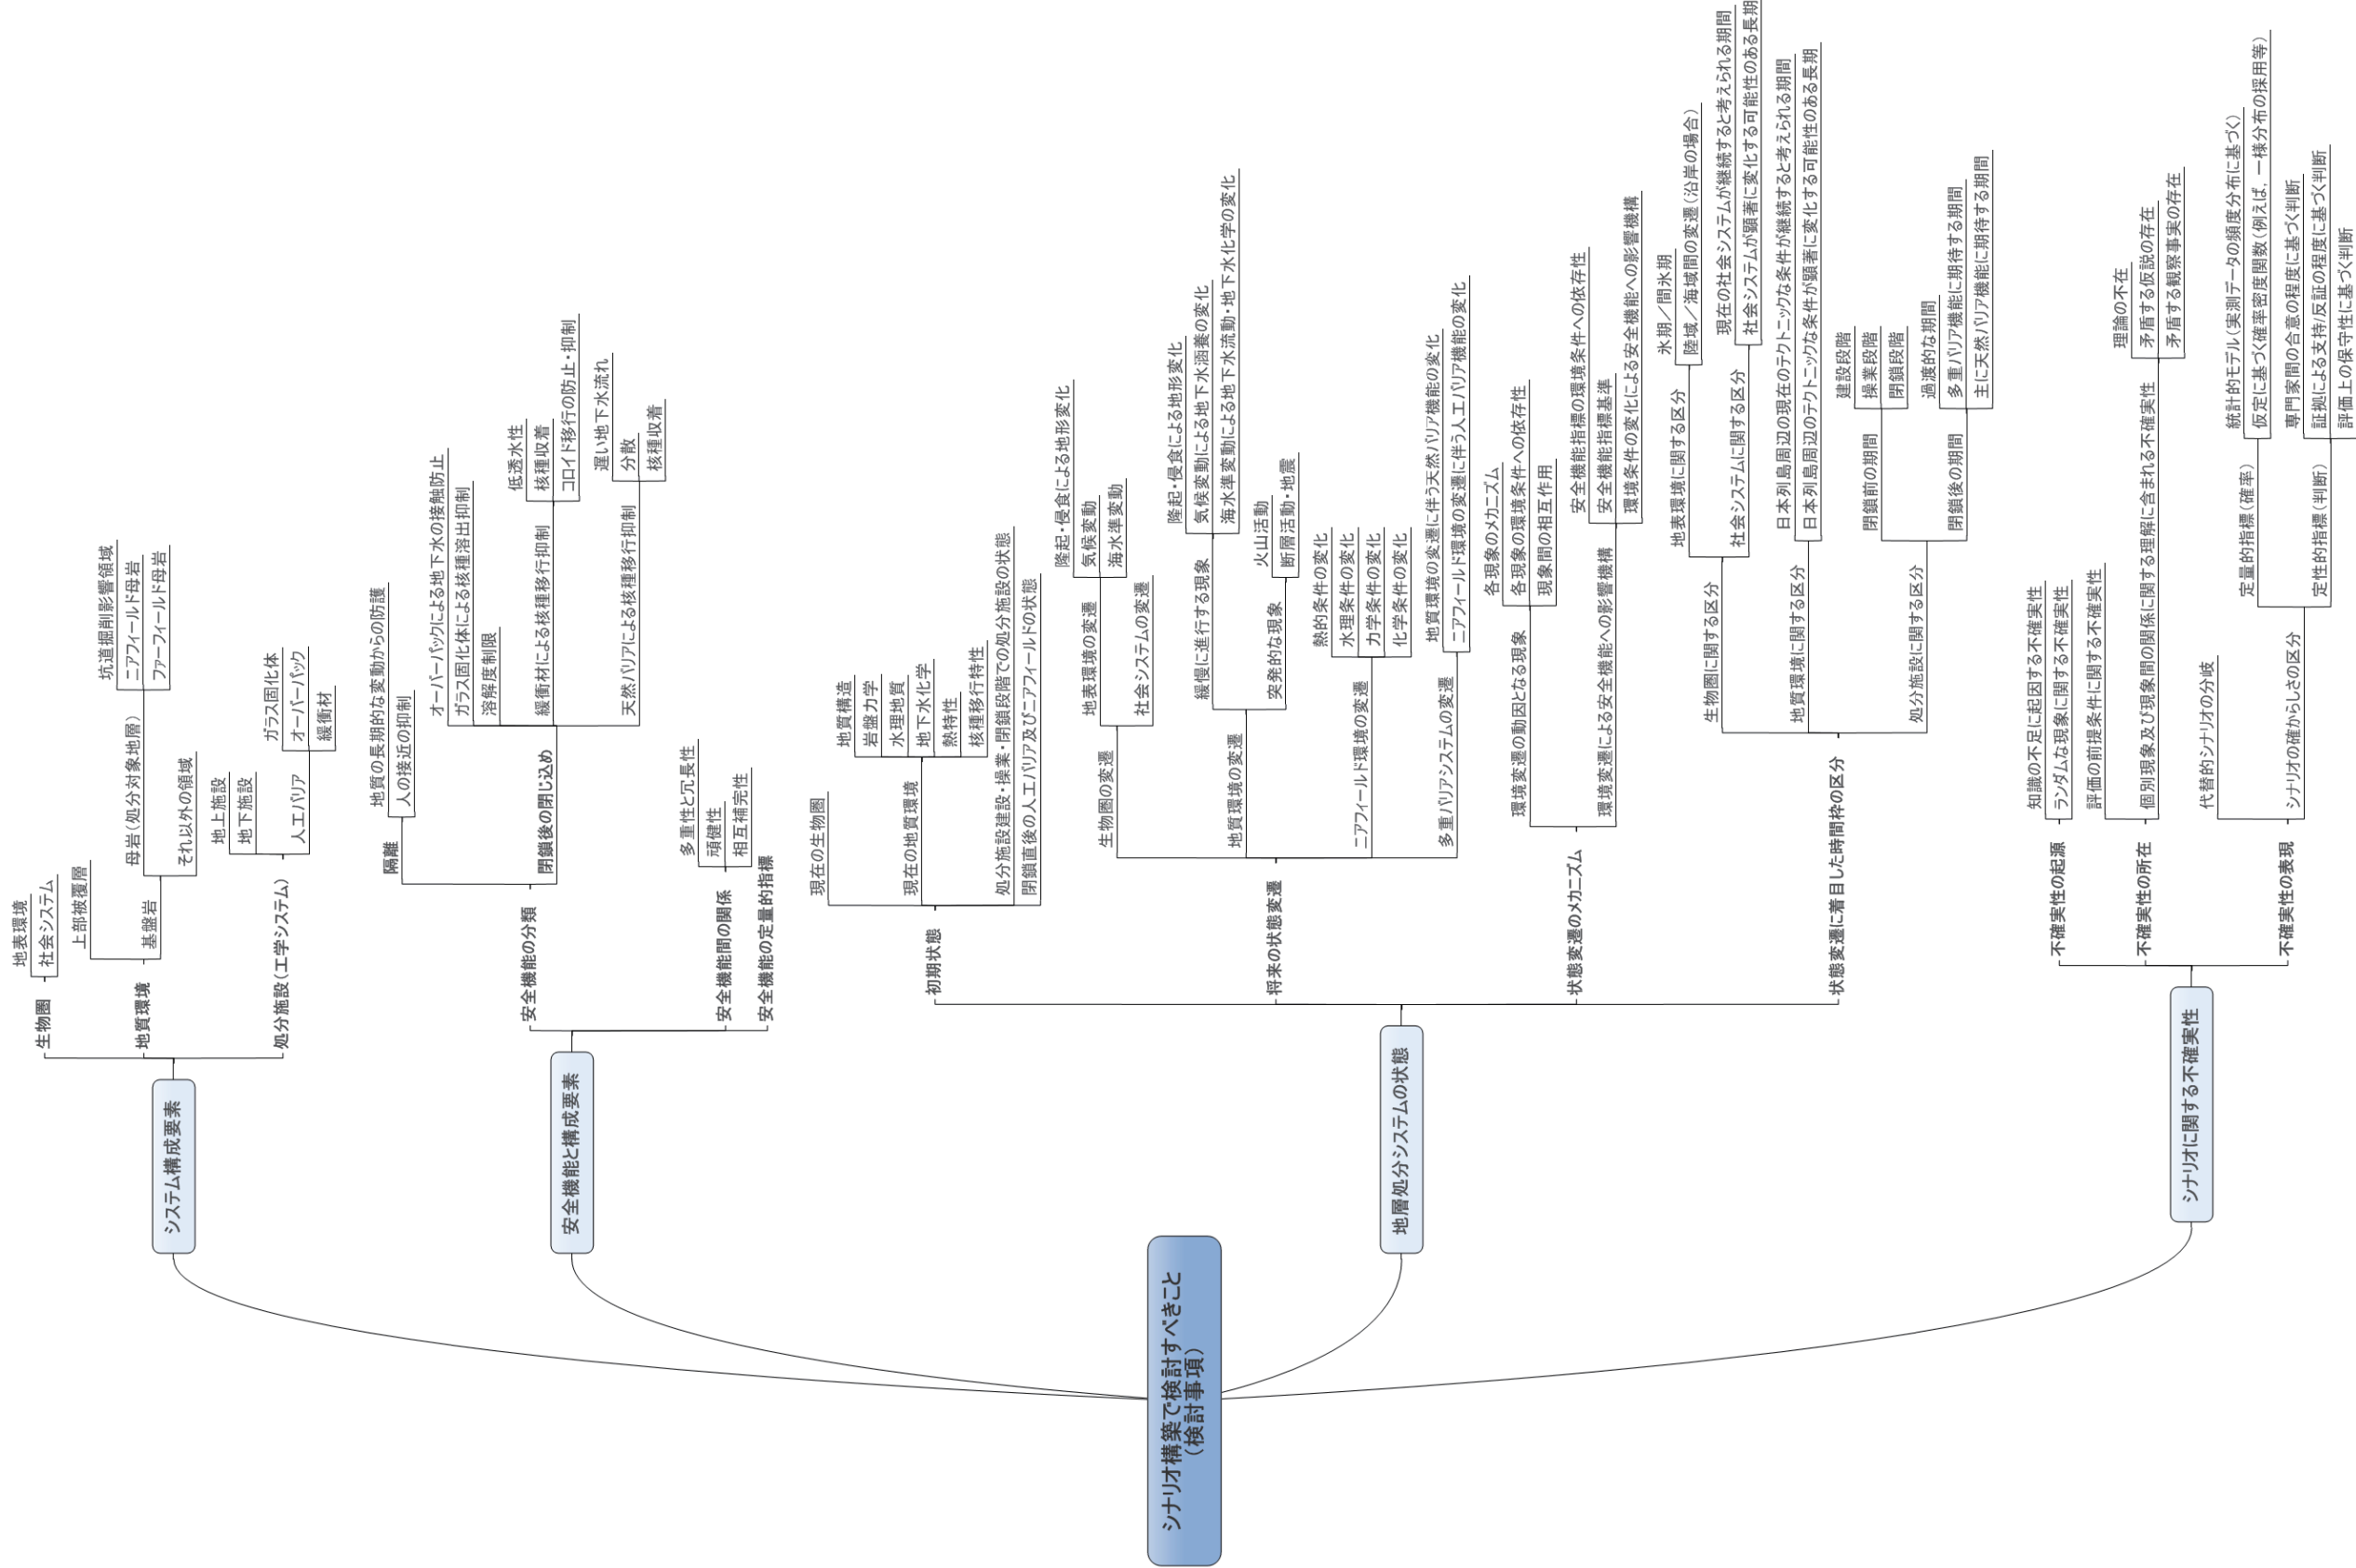 シナリオ構築で検討すべきこと
（検討事項）
システム構成要素
生物圏
地表環境
社会システム
地質環境
上部被覆層
基盤岩
母岩（処分対象地層）
坑道掘削影響領域
ニアフィールド母岩
ファーフィールド母岩
それ以外の領域
処分施設（工学システム）
地上施設
地下施設
人工バリア
ガラス固化体
オーバーパック
緩衝材
安全機能と構成要素
安全機能の分類
隔離
地質の長期的な変動からの防護
人の接近の抑制
閉鎖後の閉じ込め
オーバーパックによる地下水の接触防止
ガラス固化体による核種溶出抑制
溶解度制限
緩衝材による核種移行抑制
低透水性
核種収着
コロイド移行の防止・抑制
天然バリアによる核種移行抑制
遅い地下水流れ
分散
核種収着
安全機能間の関係
多重性と冗長性
頑健性
相互補完性
安全機能の定量的指標
地層処分システムの状態
初期状態
現在の生物圏
現在の地質環境
地質構造
岩盤力学
水理地質
地下水化学
熱特性
核種移行特性
処分施設建設・操業・閉鎖段階での処分施設の状態
閉鎖直後の人工バリア及びニアフィールドの状態
将来の状態変遷
生物圏の変遷
地表環境の変遷
隆起・侵食による地形変化
気候変動
海水準変動
社会システムの変遷
地質環境の変遷
緩慢に進行する現象
隆起・侵食による地形変化
気候変動による地下水涵養の変化
海水準変動による地下水流動・地下水化学の変化
突発的な現象
火山活動
断層活動・地震
ニアフィールド環境の変遷
熱的条件の変化
水理条件の変化
力学条件の変化
化学条件の変化
多重バリアシステムの変遷
地質環境の変遷に伴う天然バリア機能の変化
ニアフィールド環境の変遷に伴う人工バリア機能の変化
状態変遷のメカニズム
環境変遷の動因となる現象
各現象のメカニズム
各現象の環境条件への依存性
現象間の相互作用
環境変遷による安全機能への影響機構
安全機能指標の環境条件への依存性
安全機能指標基準
環境条件の変化による安全機能への影響機構
状態変遷に着目した時間枠の区分
生物圏に関する区分
地表環境に関する区分
氷期／間氷期
陸域／海域間の変遷（沿岸の場合）
社会システムに関する区分
現在の社会システムが継続すると考えられる期間
社会システムが顕著に変化する可能性のある長期
地質環境に関する区分
日本列島周辺の現在のテクトニックな条件が継続すると考えられる期間
日本列島周辺のテクトニックな条件が顕著に変化する可能性のある長期
処分施設に関する区分
閉鎖前の期間
建設段階
操業段階
閉鎖段階
閉鎖後の期間
過渡的な期間
多重バリア機能に期待する期間
主に天然バリア機能に期待する期間
シナリオに関する不確実性
不確実性の起源
知識の不足に起因する不確実性
ランダムな現象に関する不確実性
不確実性の所在
評価の前提条件に関する不確実性
個別現象及び現象間の関係に関する理解に含まれる不確実性
理論の不在
矛盾する仮説の存在
矛盾する観察事実の存在
不確実性の表現
代替的シナリオの分岐
シナリオの確からしさの区分
定量的指標（確率）
統計的モデル（実測データの頻度分布に基づく）
仮定に基づく確率密度関数（例えば，一様分布の採用等）
定性的指標（判断）
専門家間の合意の程度に基づく判断
証拠による支持/反証の程度に基づく判断
評価上の保守性に基づく判断